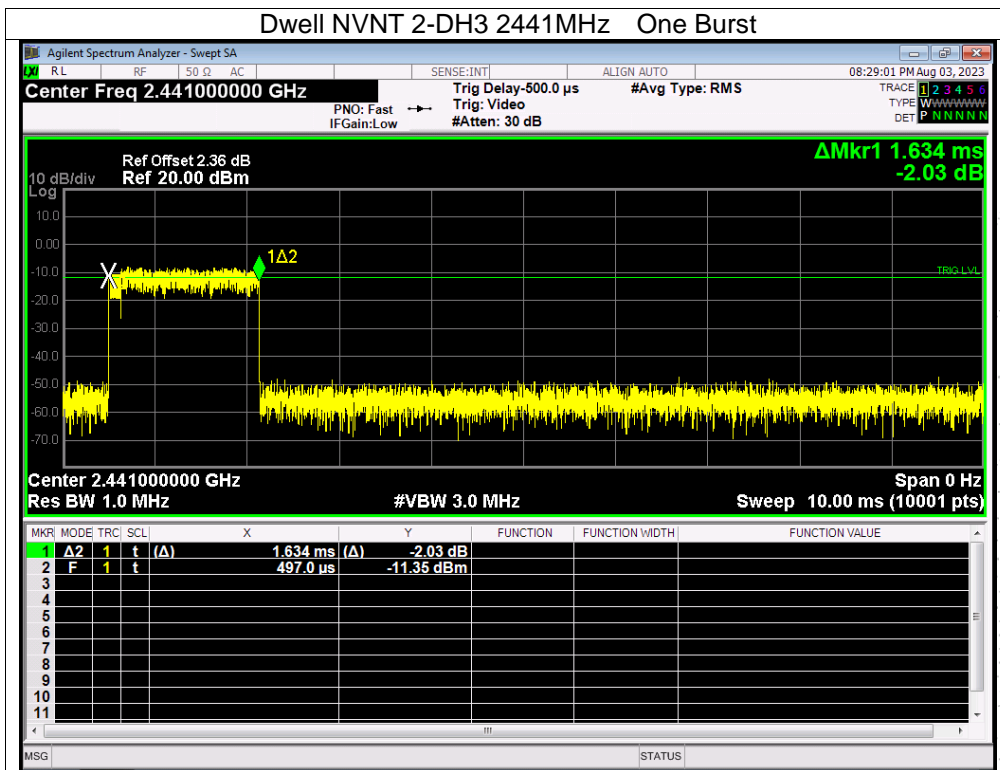 Dwell NVNT 2-DH3 2441MHz One Burst
Agilent Spectrum Analyzer - Swept SA
LXI RL RF 50 Ω AC SENSE:INT ALIGN AUTO 08:29:01 PM Aug 03, 2023
Center Freq 2.441000000 GHz Trig Delay-500.0 µs #Avg Type: RMS TRACE 1 2 3 4 5 6
PNO: Fast Trig: Video TYPE WWWWWW
IFGain:Low #Atten: 30 dB DET P N N N N N
ΔMkr1 1.634 ms
-2.03 dB
Ref Offset 2.36 dB
10 dB/div Ref 20.00 dBm
Log
10.0
0.00
1Δ2
-10.0
TRIG LVL
-20.0
-30.0
-40.0
-50.0
-60.0
-70.0
Center 2.441000000 GHz Span 0 Hz
Res BW 1.0 MHz #VBW 3.0 MHz Sweep 10.00 ms (10001 pts)
MKR MODE TRC SCL X Y FUNCTION FUNCTION WIDTH FUNCTION VALUE
1 Δ2 1 t (Δ) 1.634 ms (Δ) -2.03 dB
2 F 1 t 497.0 µs -11.35 dBm
3
4
5
6
7
8
9
10
11
MSG STATUS